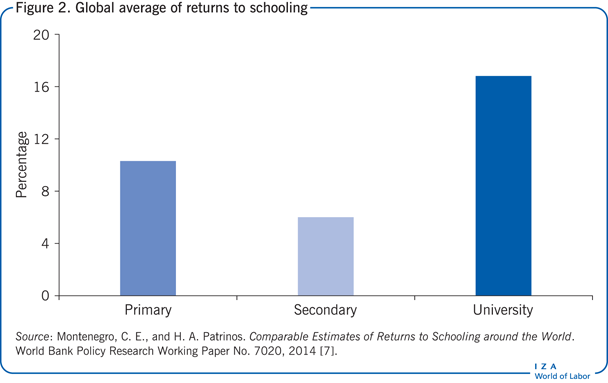 Figure 2. Global average of returns to schooling
20
16
12
8
4
0
Percentage
Primary
Secondary
University
Source: Montenegro, C. E., and H. A. Patrinos. Comparable Estimates of Returns to Schooling around the World.
World Bank Policy Research Working Paper No. 7020, 2014 [7].
I Z A
World of Labor